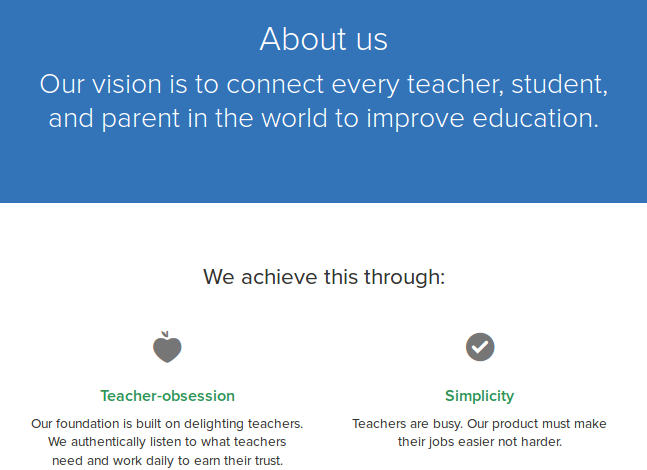 About us
Our vision is to connect every teacher, student,
and parent in the world to improve education.
We achieve this through:
Teacher-obsession
Our foundation is built on delighting teachers.
We authentically listen to what teachers
need and work daily to earn their trust.
Simplicity
Teachers are busy. Our product must make
their jobs easier not harder.